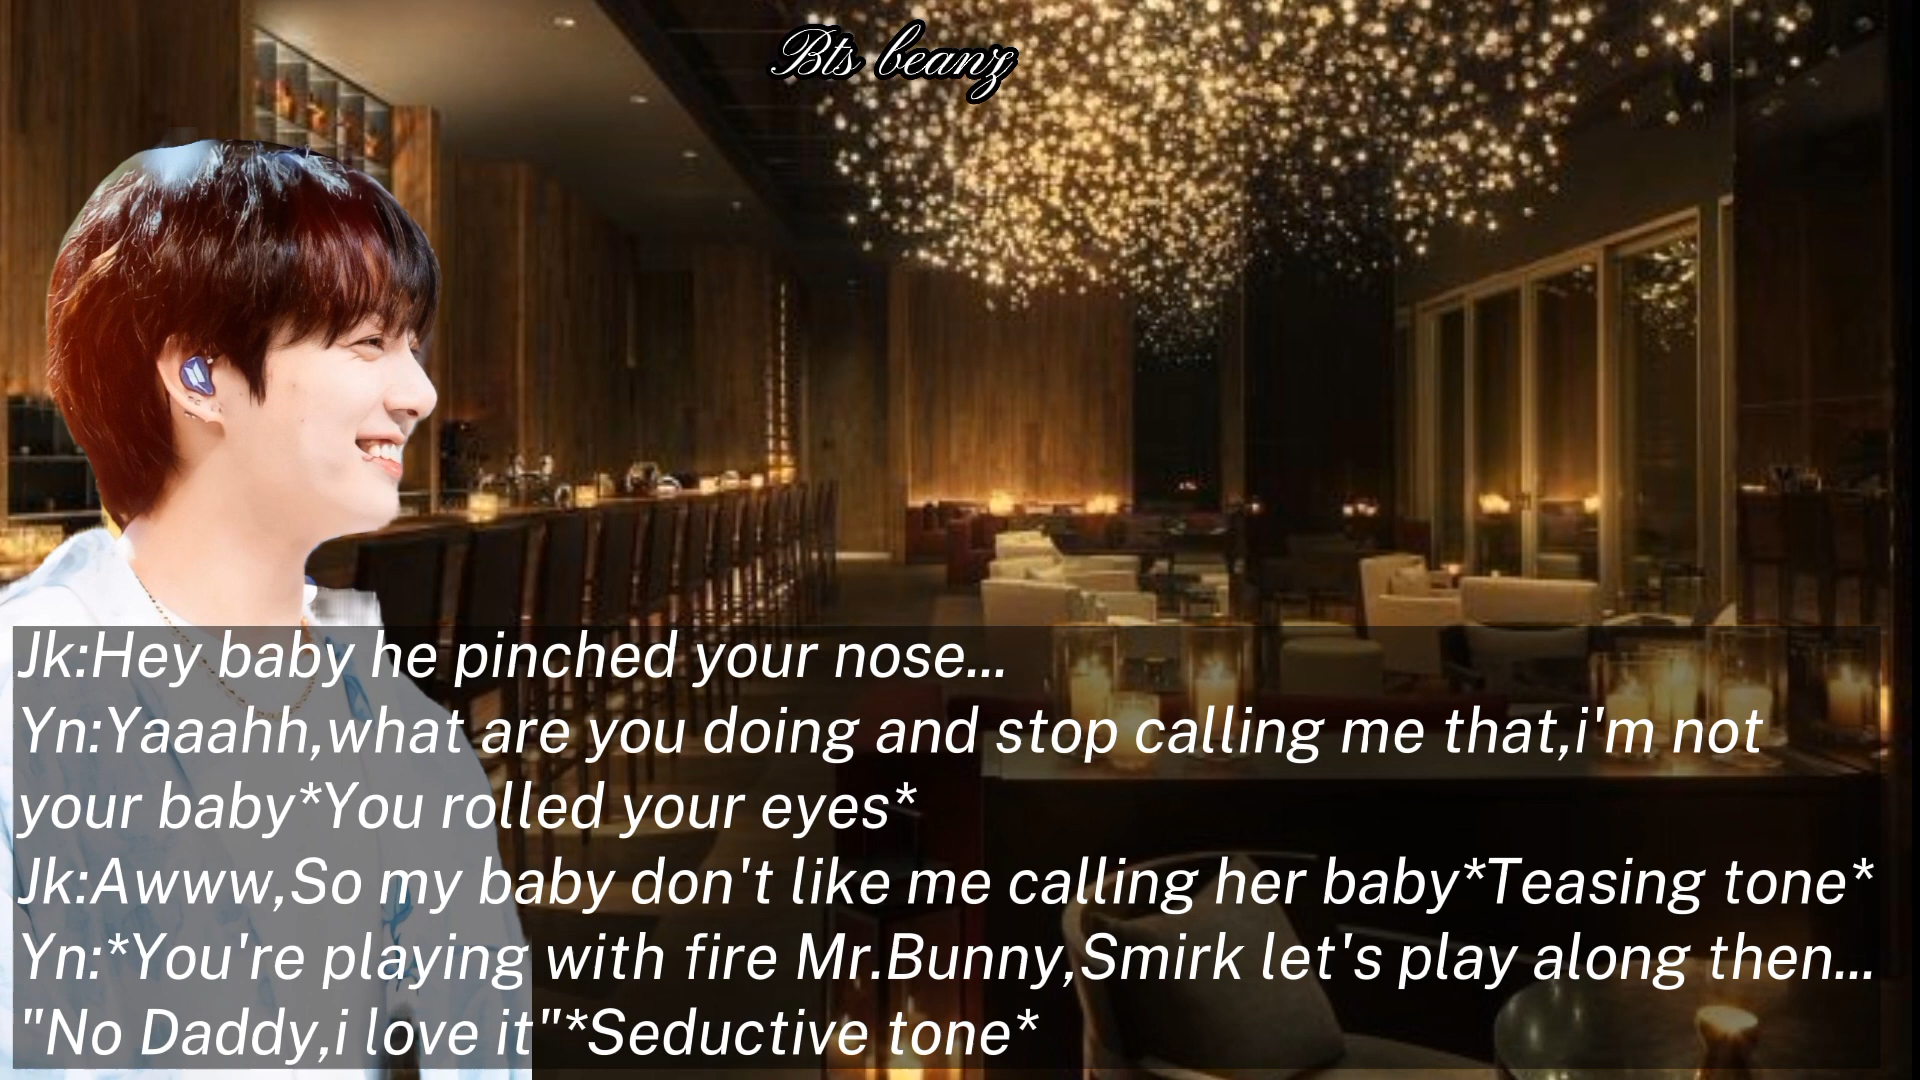 Bts beanz
Jk:Hey baby he pinched your nose...
Yn:Yaaahh,what are you doing and stop calling me that,i'm not
your baby*You rolled your eyes*
Jk:Awww,So my baby don't like me calling her baby*Teasing tone*
Yn:*You're playing with fire Mr.Bunny,Smirk let's play along then...
"No Daddy,i love it"*Seductive tone*